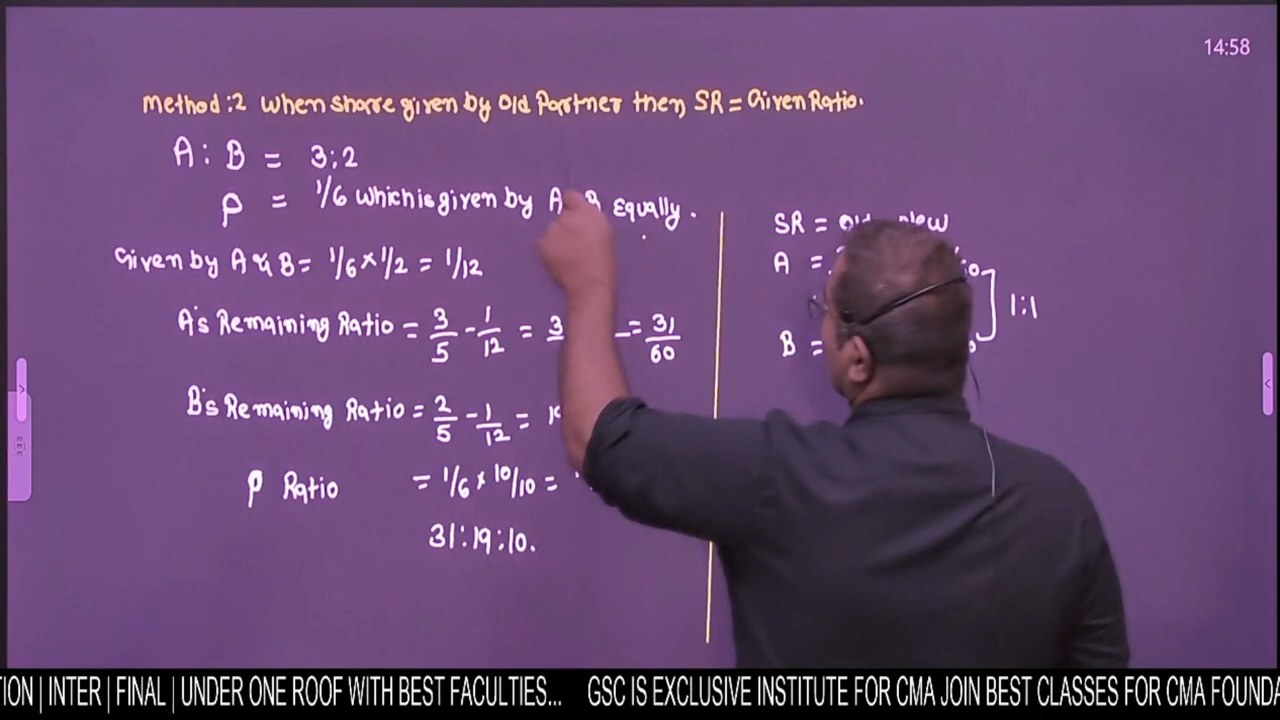 14:58
Method:2 When share given by Old Partner then, SR = Given Ratio.
A : B = 3:2
P = 1/6 which is given by A B Equally.
Given by A & B = 1/6 × 1/2 = 1/12
A's Remaining Ratio = 3/5 - 1/12 = 3 = 31/60
B's Remaining Ratio = 2/5 - 1/12 =
P Ratio = 1/6 × 10/10 =
31:19:10.
SR = New
A =
1:1
B =
TION | INTER | FINAL | UNDER ONE ROOF WITH BEST FACULTIES... GSC IS EXCLUSIVE INSTITUTE FOR CMA JOIN BEST CLASSES FOR CMA FOUNDA